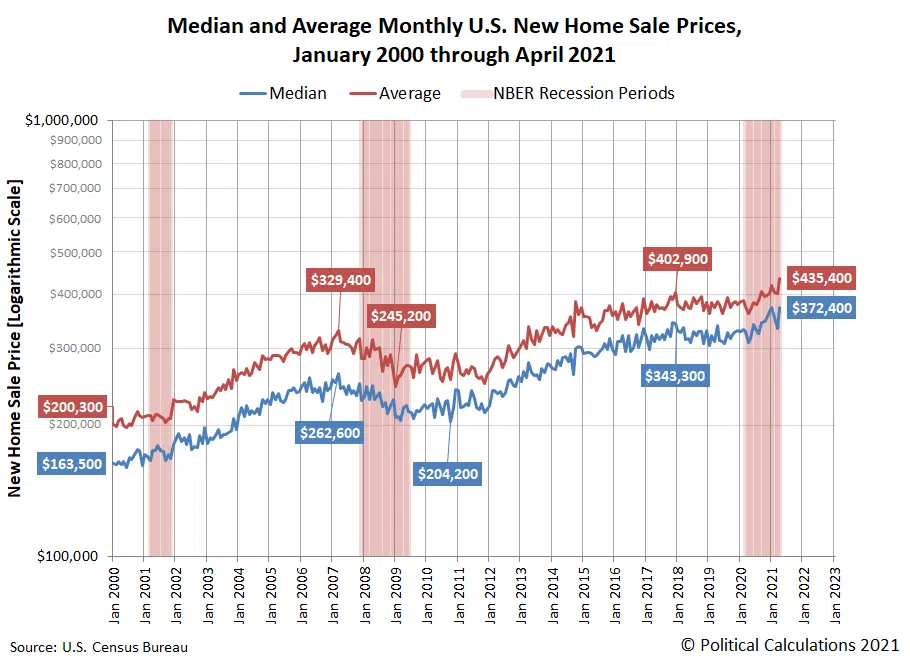 Median and Average Monthly U.S. New Home Sale Prices,
January 2000 through April 2021
Median
Average
NBER Recession Periods
New Home Sale Price [Logarithmic Scale]
$1,000,000
$900,000
$800,000
$700,000
$600,000
$500,000
$400,000
$300,000
$200,000
$100,000
$200,300
$163,500
$329,400
$262,600
$245,200
$204,200
$402,900
$343,300
$435,400
$372,400
Jan 2000
Jan 2001
Jan 2002
Jan 2003
Jan 2004
Jan 2005
Jan 2006
Jan 2007
Jan 2008
Jan 2009
Jan 2010
Jan 2011
Jan 2012
Jan 2013
Jan 2014
Jan 2015
Jan 2016
Jan 2017
Jan 2018
Jan 2019
Jan 2020
Jan 2021
Jan 2022
Jan 2023
Source: U.S. Census Bureau
© Political Calculations 2021